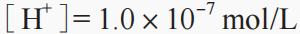 [H⁺]= 1.0 × 10⁻⁷ mol/L